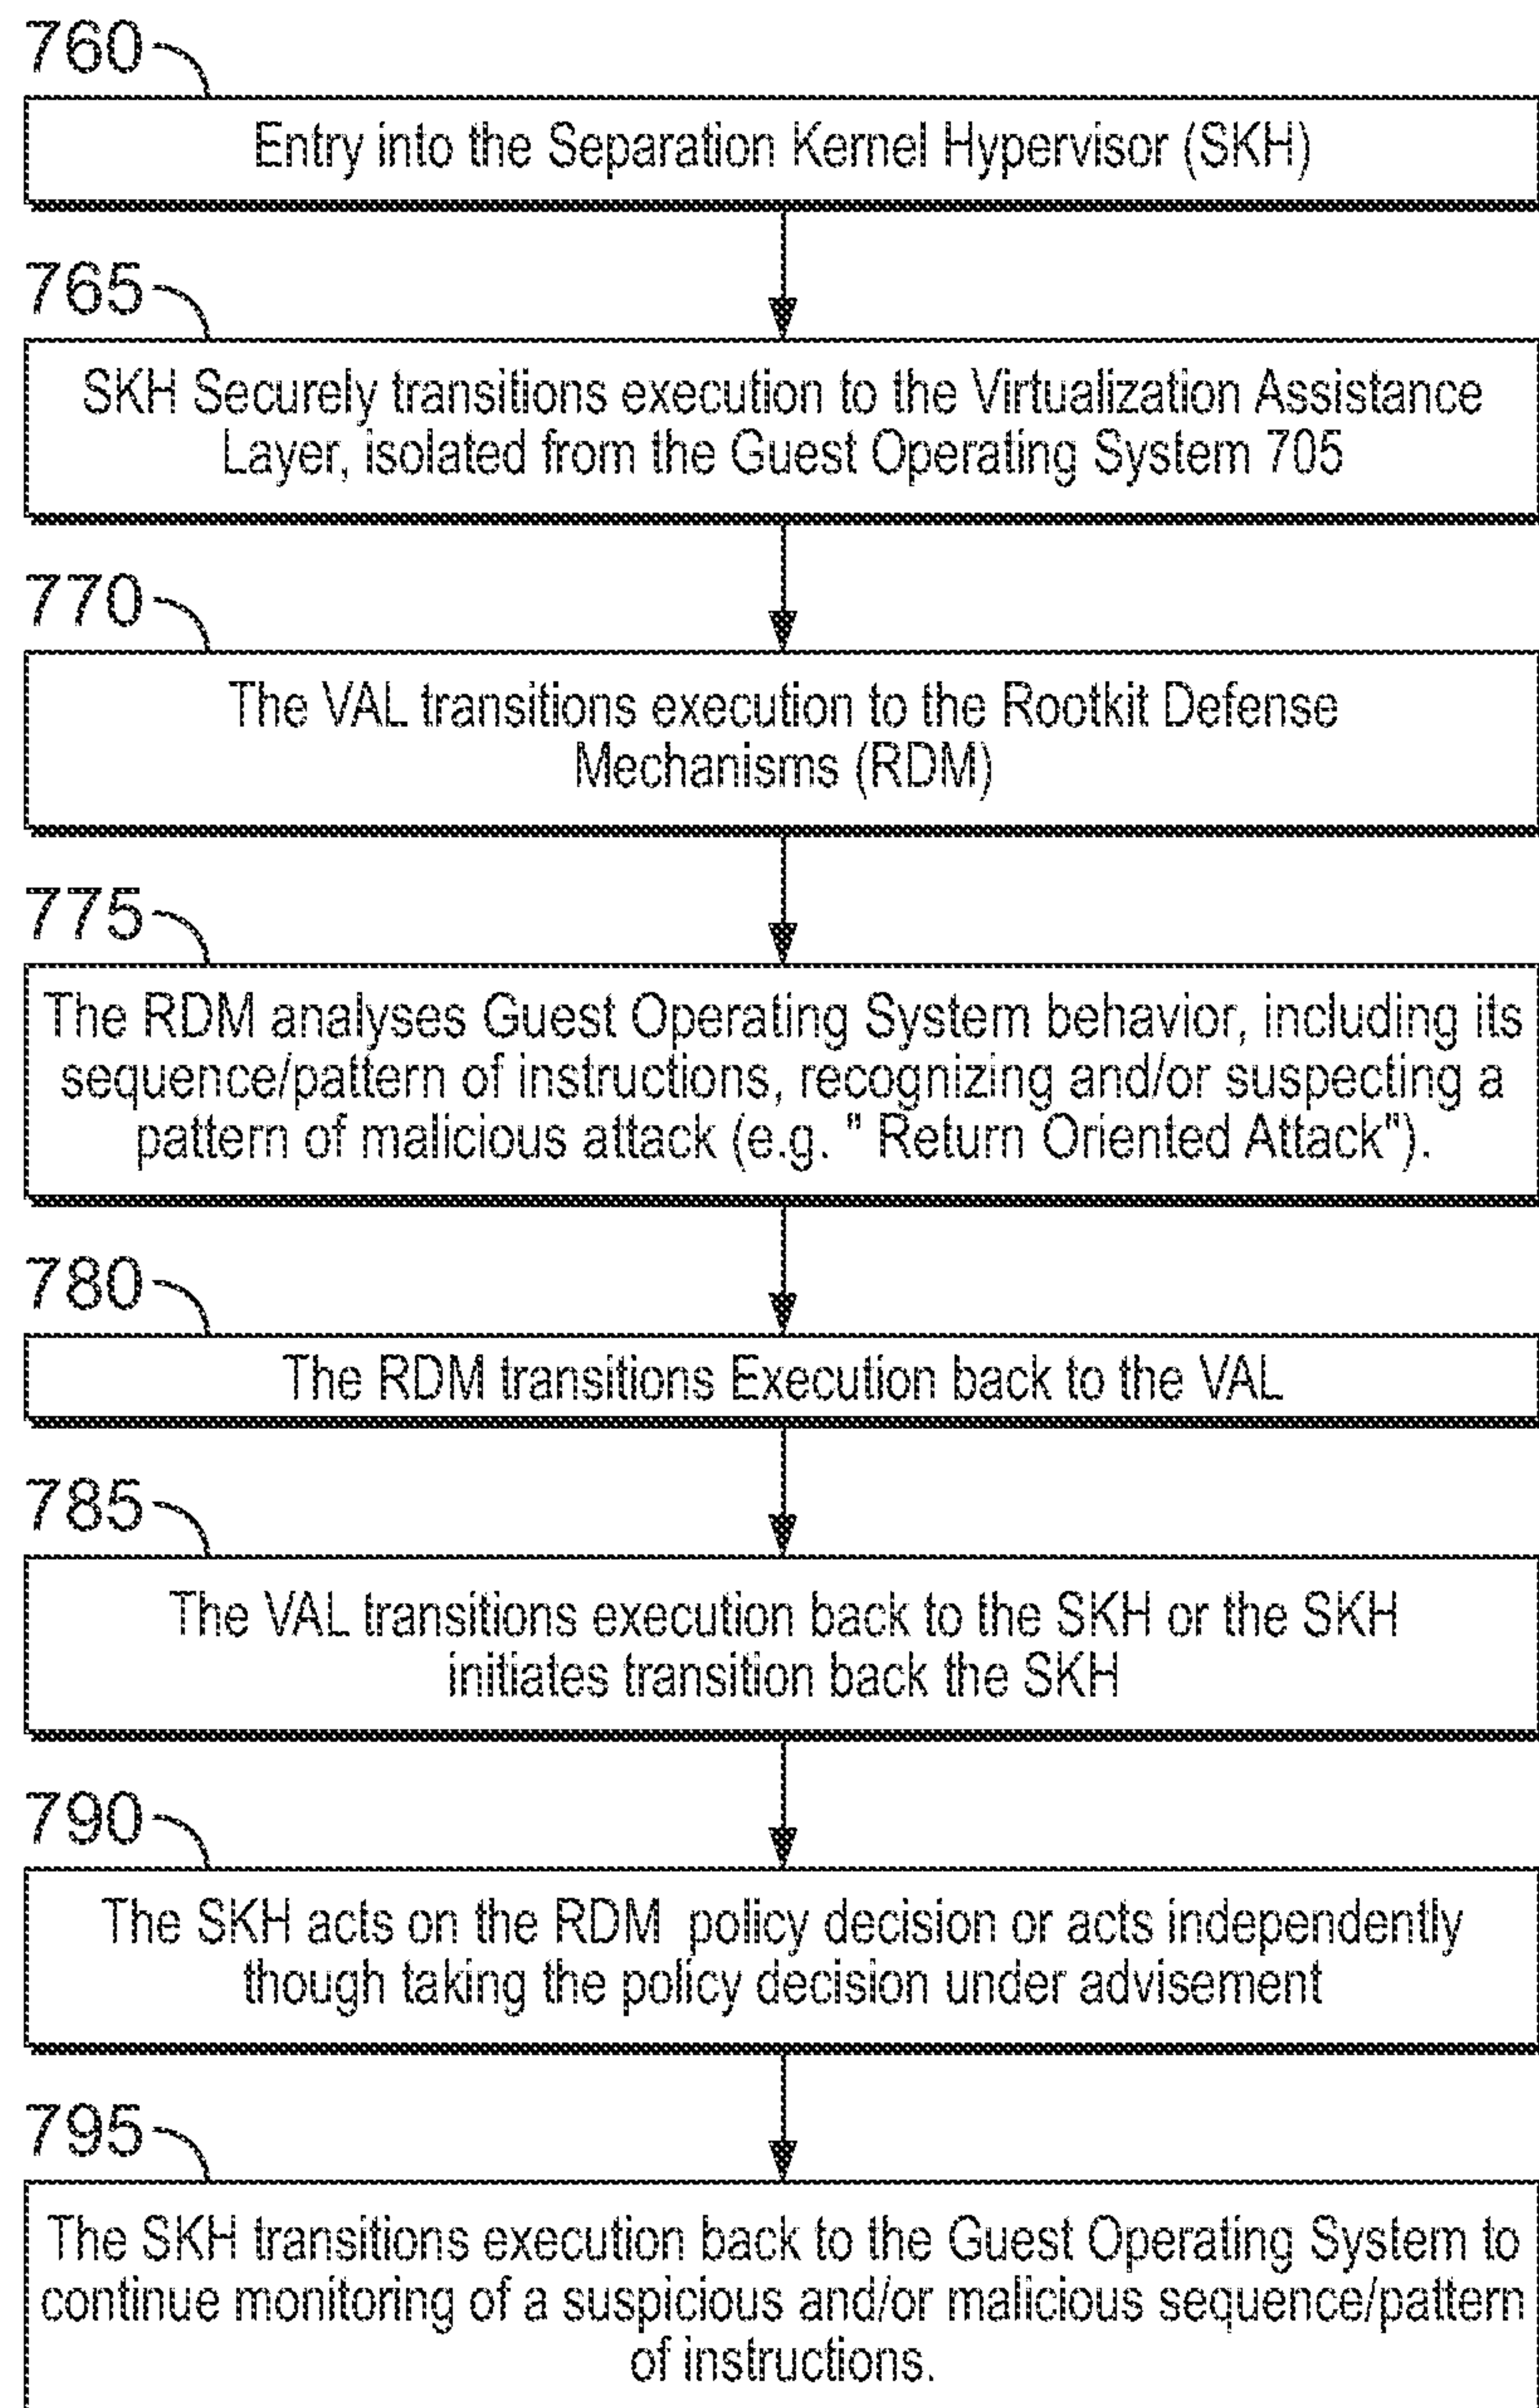 760
Entry into the Separation Kernel Hypervisor (SKH)
765
SKH Securely transitions execution to the Virtualization Assistance
Layer, isolated from the Guest Operating System 705
770
The VAL transitions execution to the Rootkit Defense
Mechanisms (RDM)
775
The RDM analyses Guest Operating System behavior, including its
sequence/pattern of instructions, recognizing and/or suspecting a
pattern of malicious attack (e.g. " Return Oriented Attack").
780
The RDM transitions Execution back to the VAL
785
The VAL transitions execution back to the SKH or the SKH
initiates transition back the SKH
790
The SKH acts on the RDM policy decision or acts independently
though taking the policy decision under advisement
795
The SKH transitions execution back to the Guest Operating System to
continue monitoring of a suspicious and/or malicious sequence/pattern
of instructions.